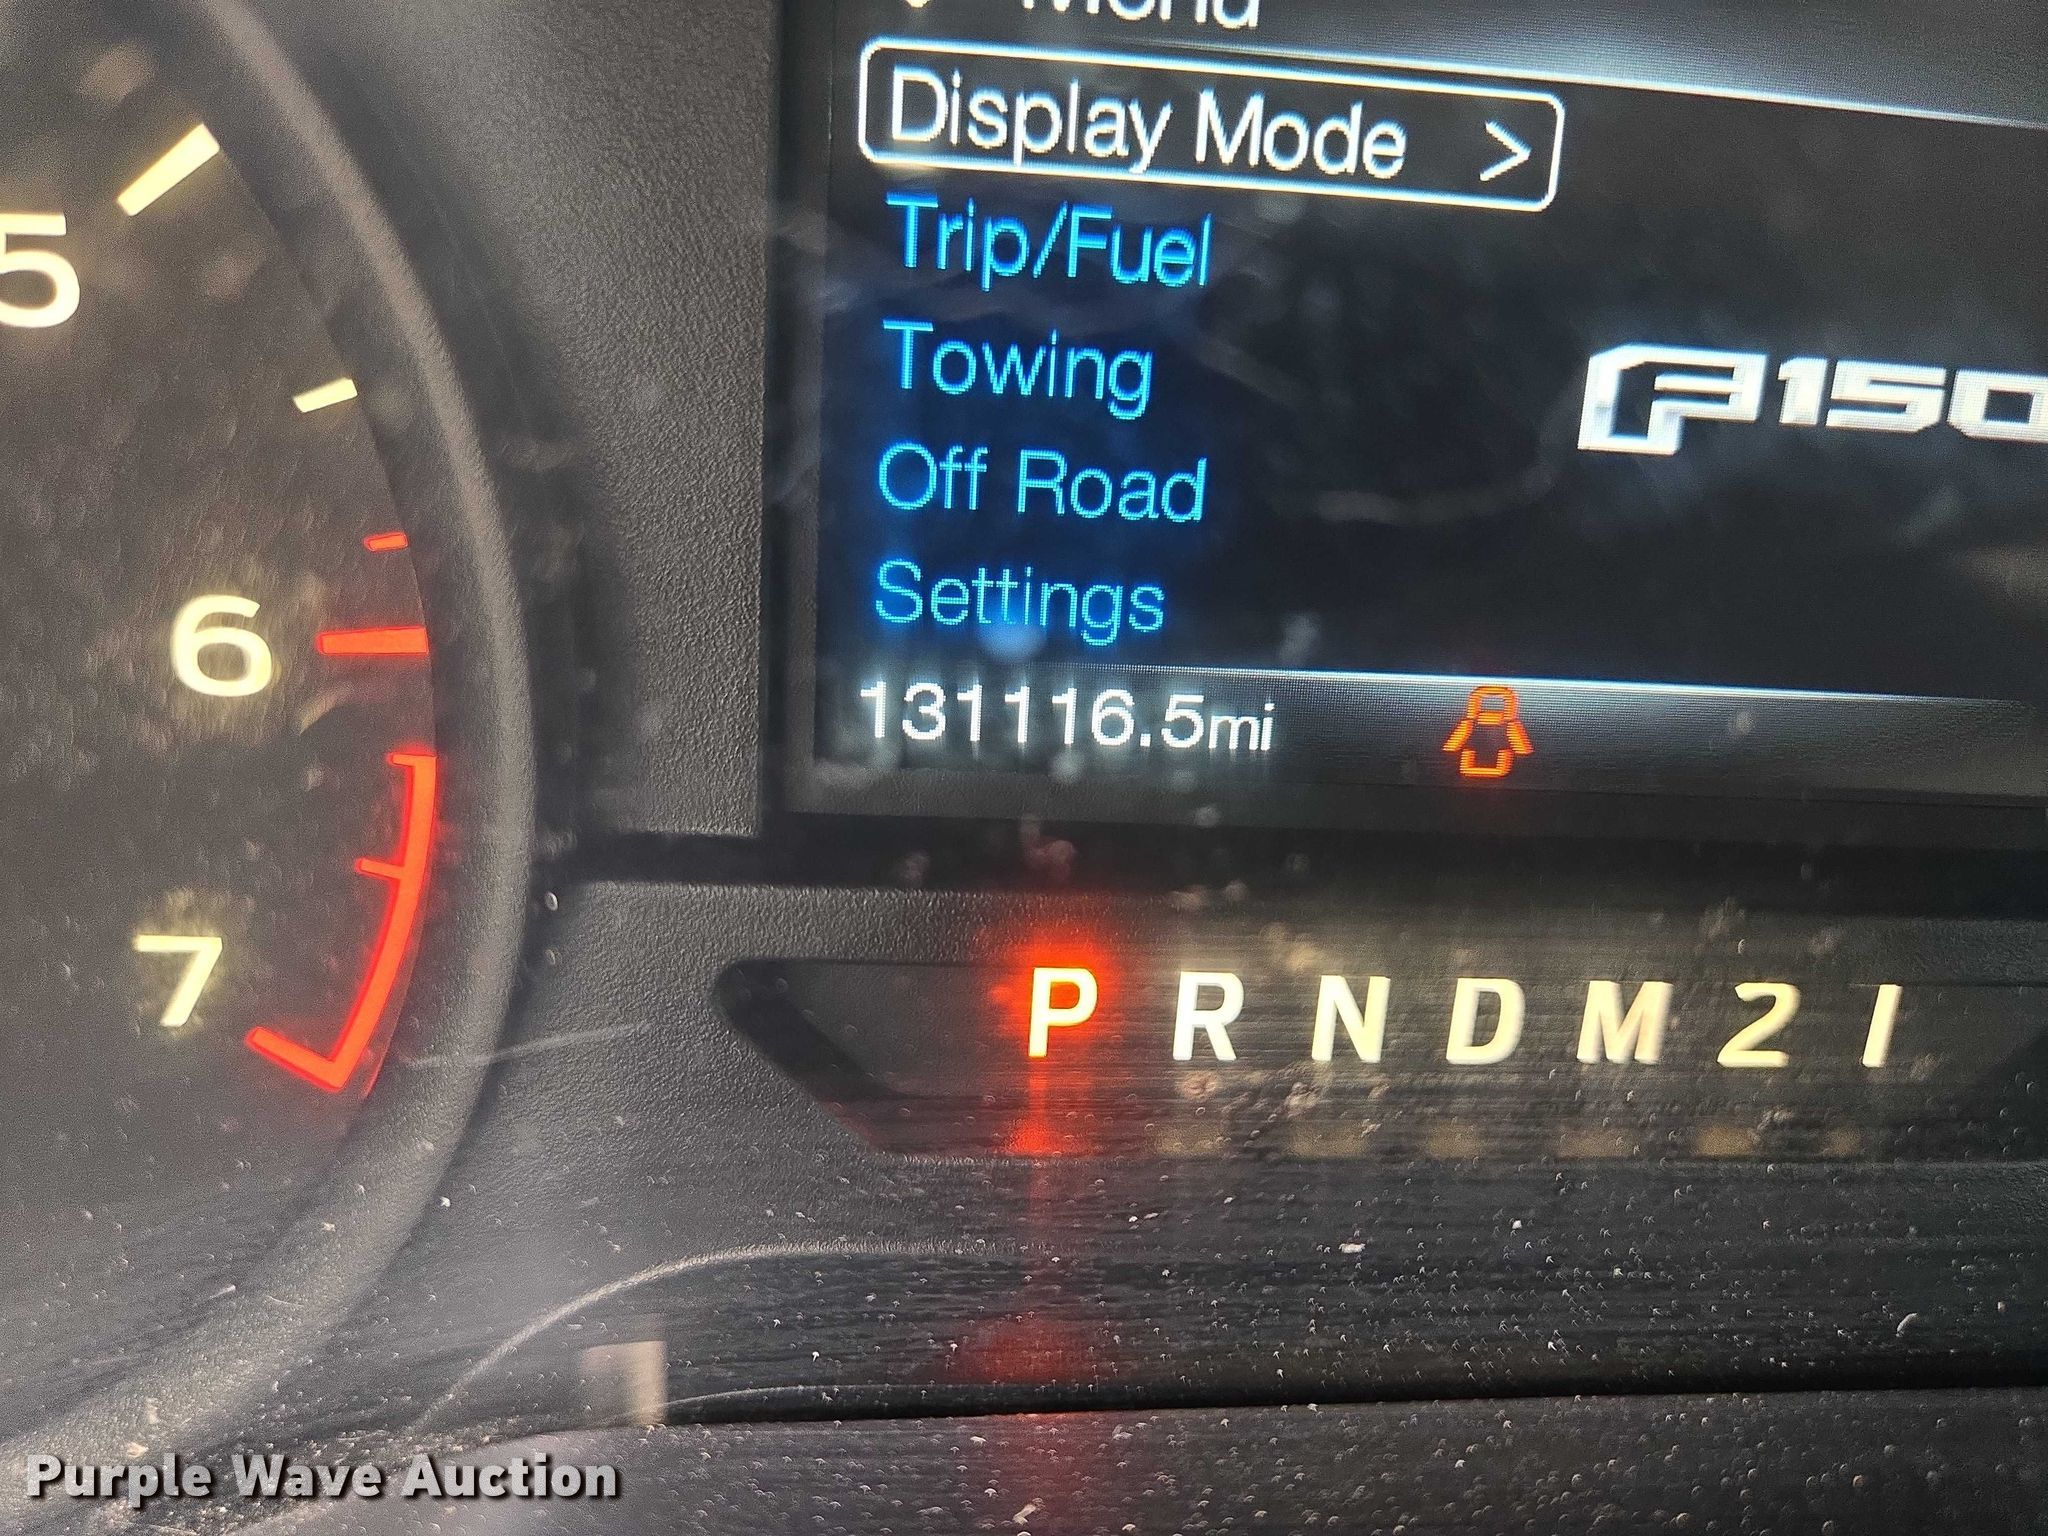 Menu
Display Mode >
Trip/Fuel
Towing
Off Road
Settings
F150
131116.5mi
5
6
7
P R N D M 2 1
Purple Wave Auction